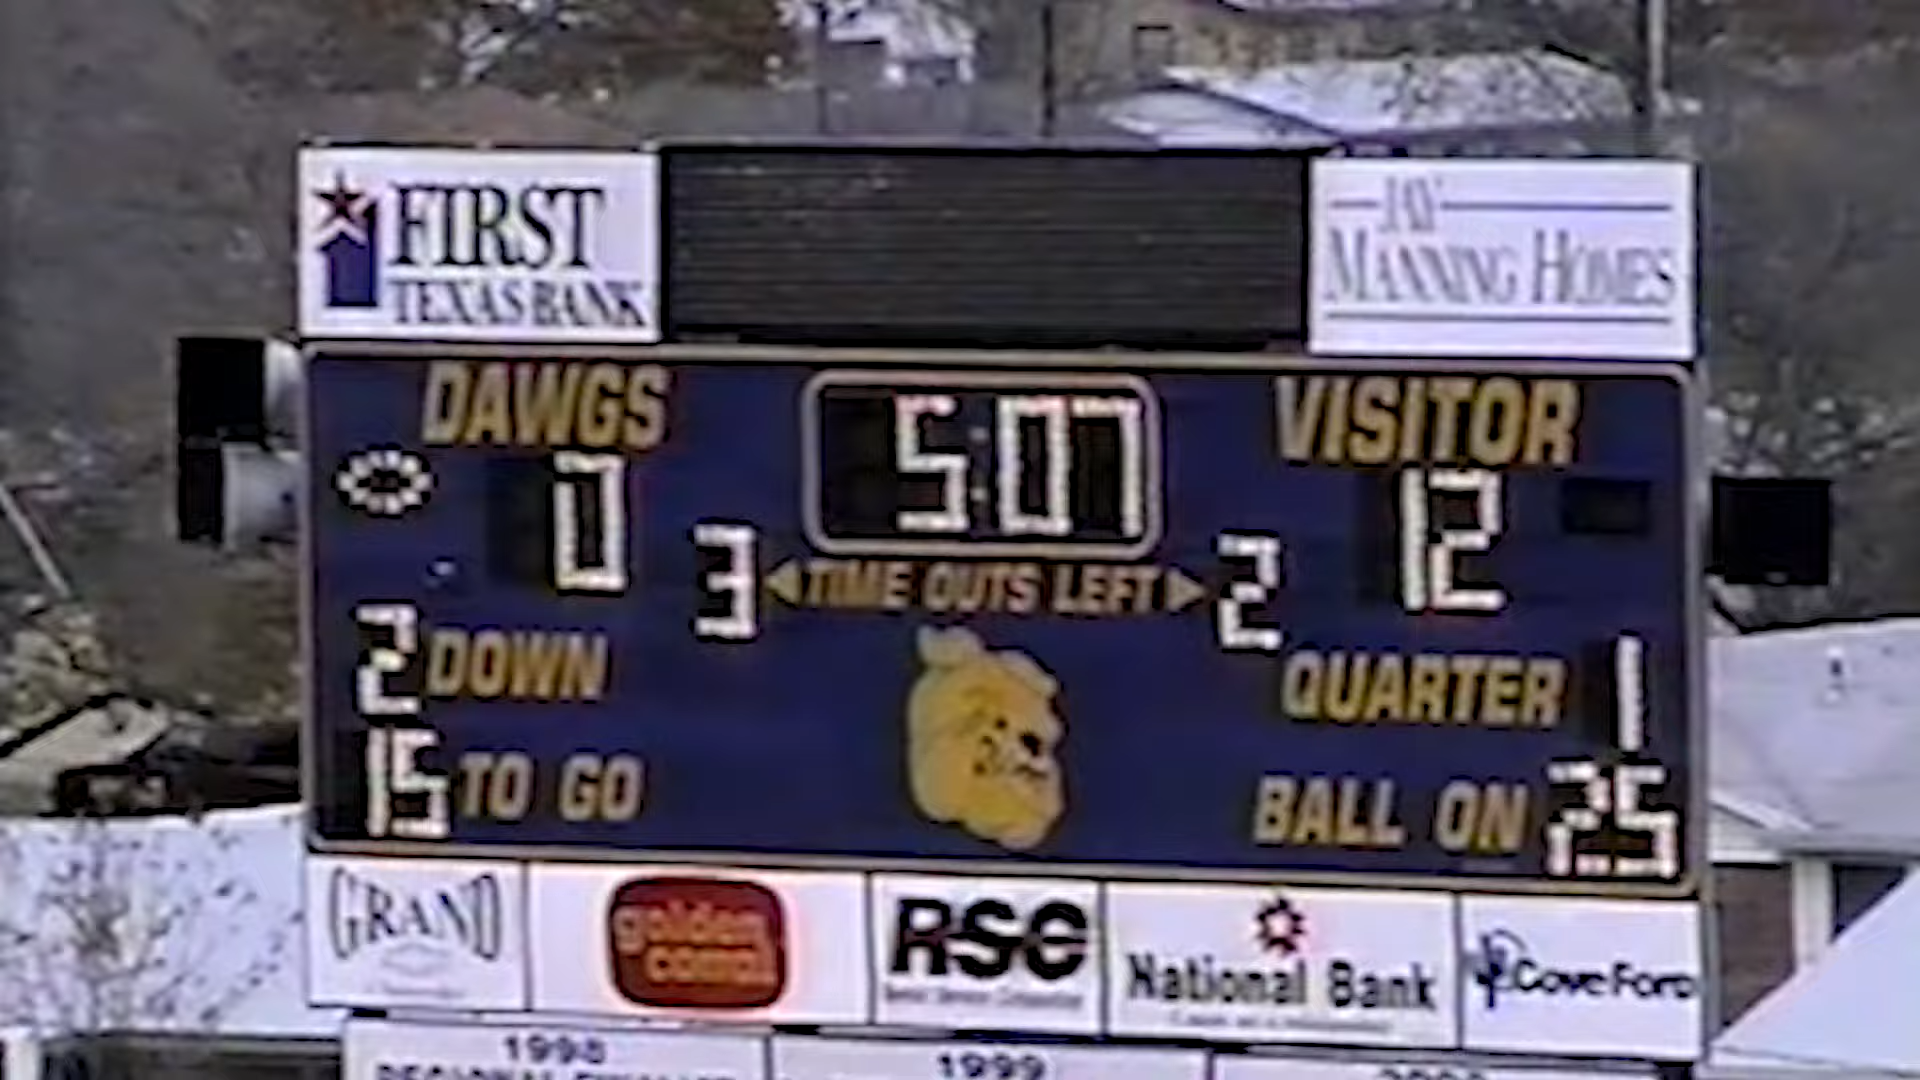 FIRST
TEXAS BANK
JAY
MANNING HOMES
DAWGS
5:07
VISITOR
0
12
3
TIME OUTS LEFT
2
2 DOWN
QUARTER 1
15 TO GO
BALL ON 25
GRAND
golden
corral
RSC
National Bank
Cove Ford
1998
1999
REGIONAL